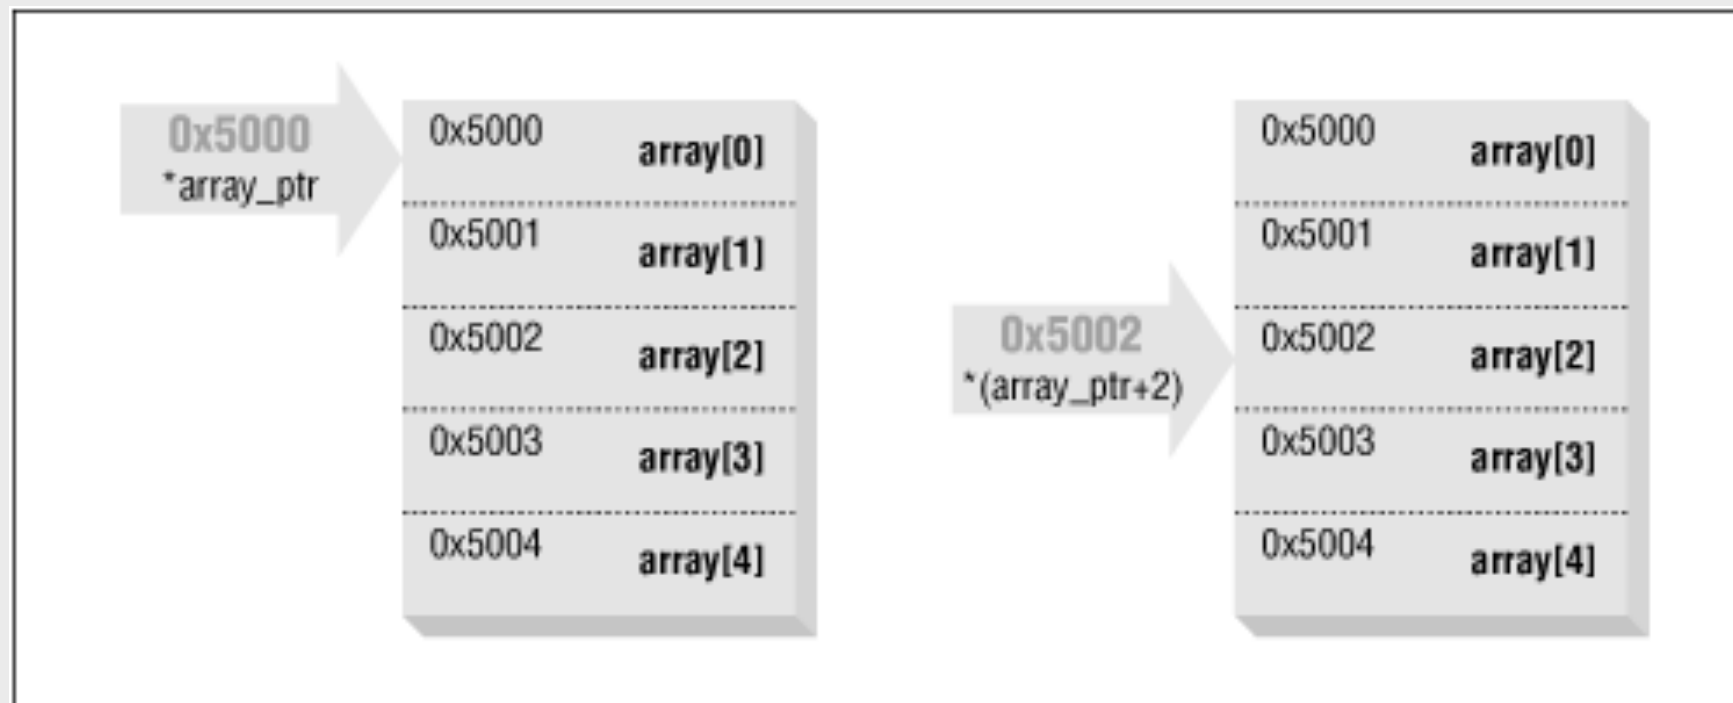 0x5000
*array_ptr
0x5000 array[0]
0x5001 array[1]
0x5002 array[2]
0x5003 array[3]
0x5004 array[4]
0x5002
*(array_ptr+2)
0x5000 array[0]
0x5001 array[1]
0x5002 array[2]
0x5003 array[3]
0x5004 array[4]